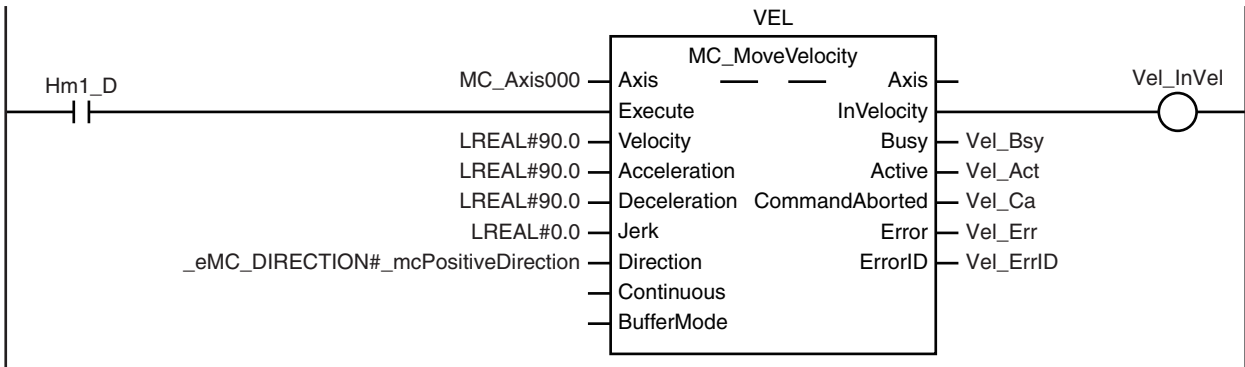 VEL
MC_MoveVelocity
Hm1_D
MC_Axis000 Axis Axis
Vel_InVel
Execute InVelocity
LREAL#90.0 Velocity Busy Vel_Bsy
LREAL#90.0 Acceleration Active Vel_Act
LREAL#90.0 Deceleration CommandAborted Vel_Ca
LREAL#0.0 Jerk Error Vel_Err
_eMC_DIRECTION#_mcPositiveDirection Direction ErrorID Vel_ErrID
Continuous
BufferMode